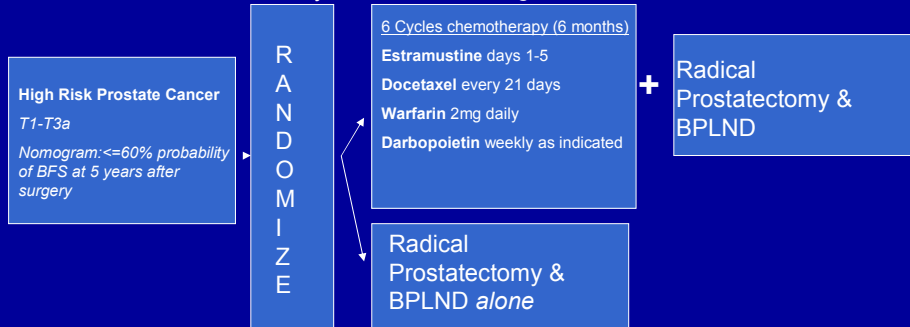 High Risk Prostate Cancer
T1-T3a
Nomogram:<=60% probability
of BFS at 5 years after
surgery
R
A
N
D
O
M
I
Z
E
6 Cycles chemotherapy (6 months)
Estramustine days 1-5
Docetaxel every 21 days
Warfarin 2mg daily
Darbopoietin weekly as indicated
+
Radical
Prostatectomy &
BPLND
Radical
Prostatectomy &
BPLND alone